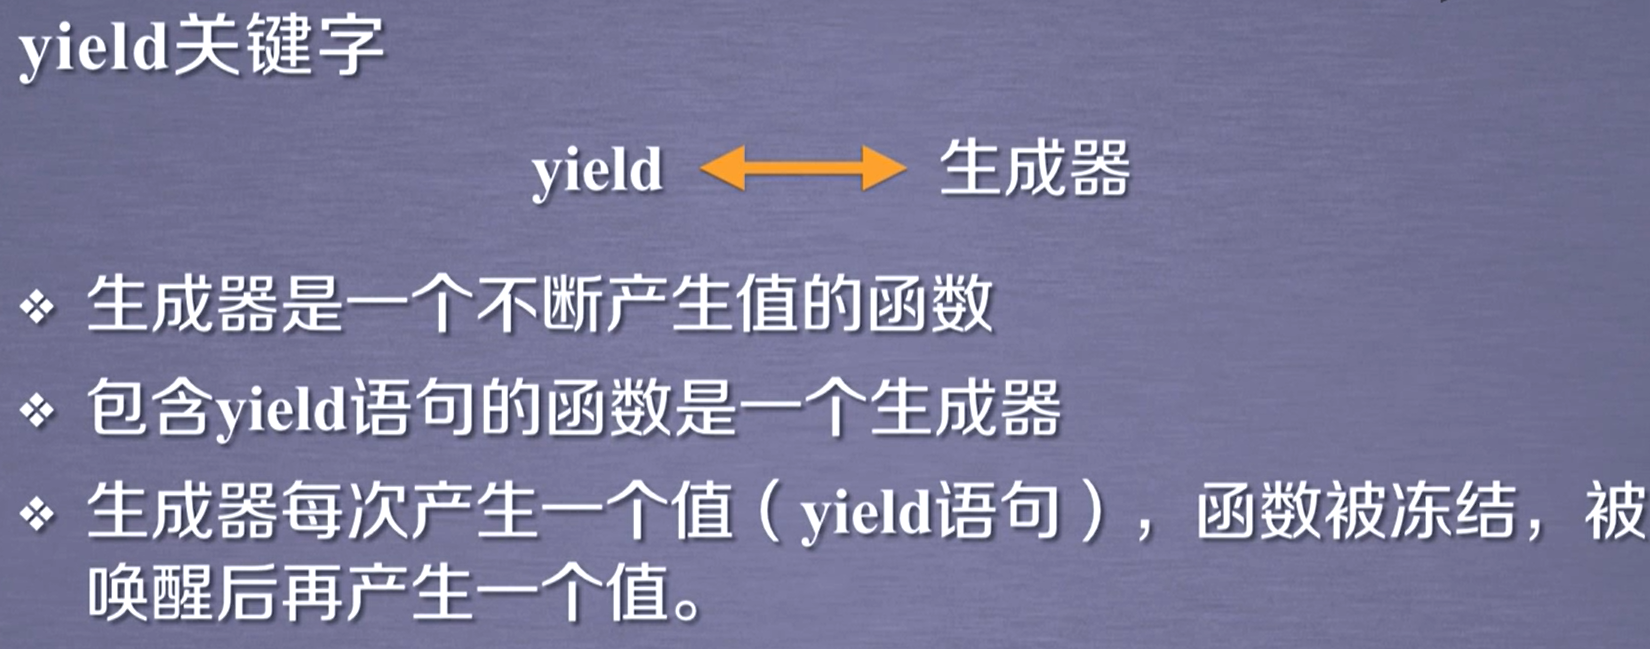 yield关键字
yield 生成器
生成器是一个不断产生值的函数
包含yield语句的函数是一个生成器
生成器每次产生一个值（yield语句），函数被冻结，被
唤醒后再产生一个值。